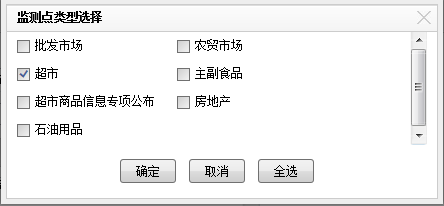 监测点类型选择
批发市场 农贸市场
超市 主副食品
超市商品信息专项公布 房地产
石油用品
确定 取消 全选